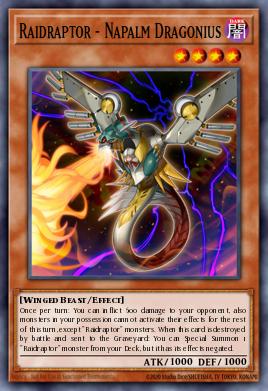 Raidraptor - Napalm Dragonius
DARK
闇
[Winged Beast/Effect]
Once per turn: You can inflict 500 damage to your opponent, also
monsters in your possession cannot activate their effects for the rest
of this turn, except "Raidraptor" monsters. When this card is destroyed
by battle and sent to the Graveyard: You can Special Summon 1
"Raidraptor" monster from your Deck, but it has its effects negated.
ATK/1000 DEF/1000